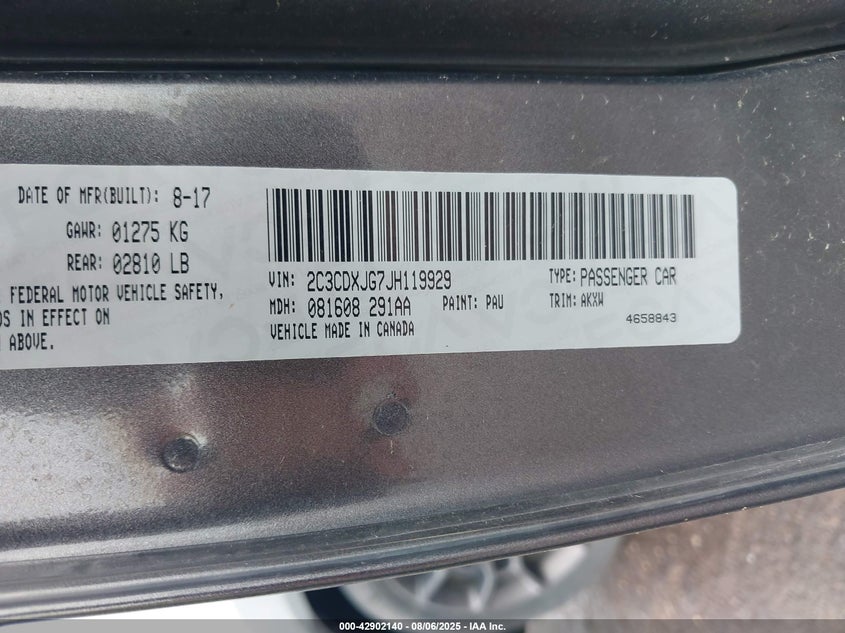 DATE OF MFR(BUILT): 8-17
GAWR: 01275 KG
REAR: 02810 LB
FEDERAL MOTOR VEHICLE SAFETY,
DS IN EFFECT ON
ABOVE.
VIN: 2C3CDXJG7JH119929
TYPE: PASSENGER CAR
MDH: 081608 291AA
PAINT: PAU
TRIM: AKXW
VEHICLE MADE IN CANADA
4658843
000-42902140 - 08/06/2025 - IAA Inc.